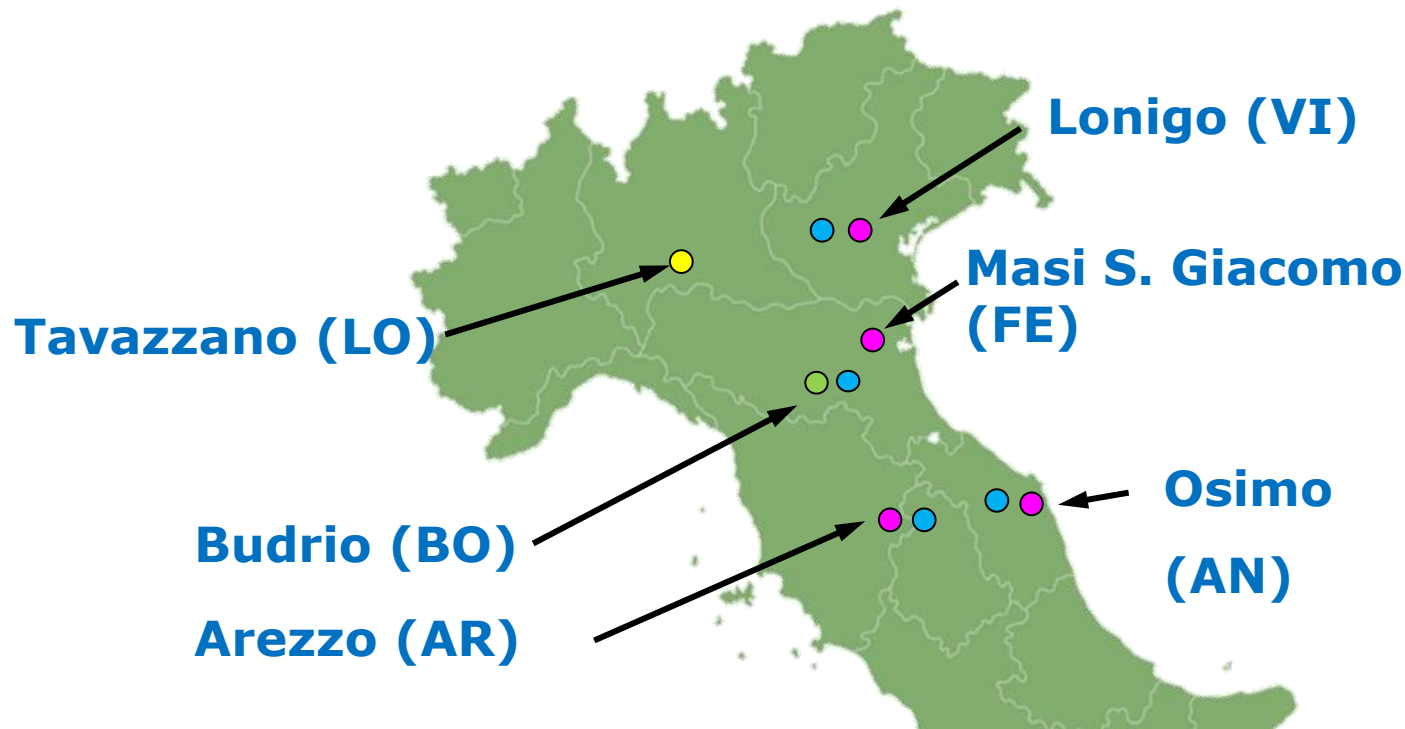 Lonigo (VI)
Masi S. Giacomo
(FE)
Tavazzano (LO)
Osimo
(AN)
Budrio (BO)
Arezzo (AR)